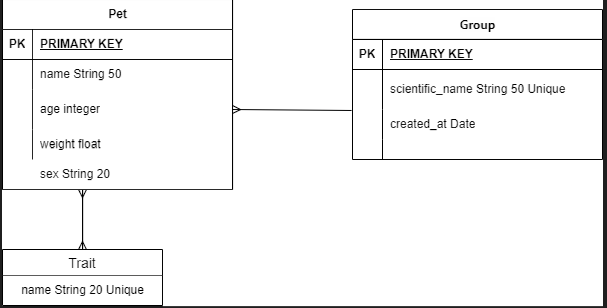 Pet
PK PRIMARY KEY
name String 50
age integer
weight float
sex String 20
Group
PK PRIMARY KEY
scientific_name String 50 Unique
created_at Date
Trait
name String 20 Unique